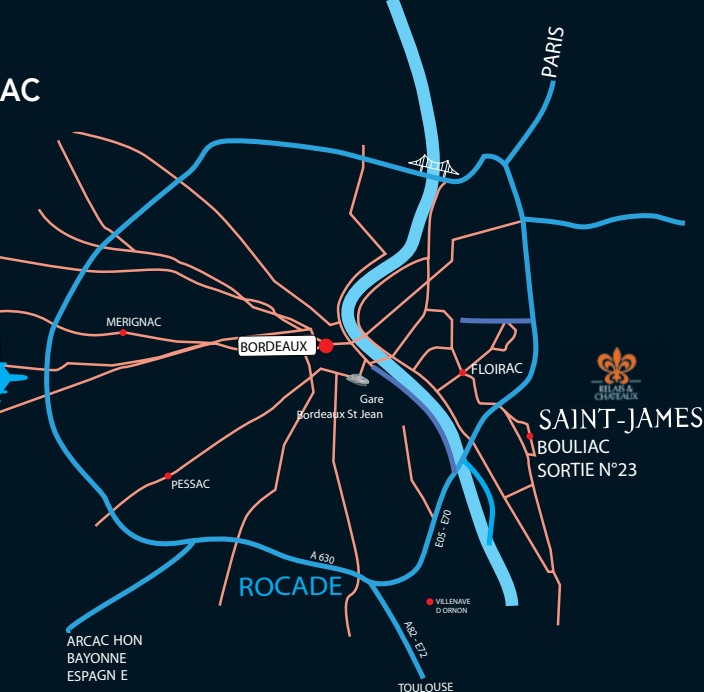 PARIS
AC
MERIGNAC
BORDEAUX
FLOIRAC
RELAIS &
CHATEAUX
Gare
Bordeaux St Jean
SAINT-JAMES
BOULIAC
SORTIE N°23
PESSAC
E05 - E70
A 630
ROCADE
VILLENAVE
D ORNON
ARCAC HON
BAYONNE
ESPAGN E
A82 - E72
TOULOUSE